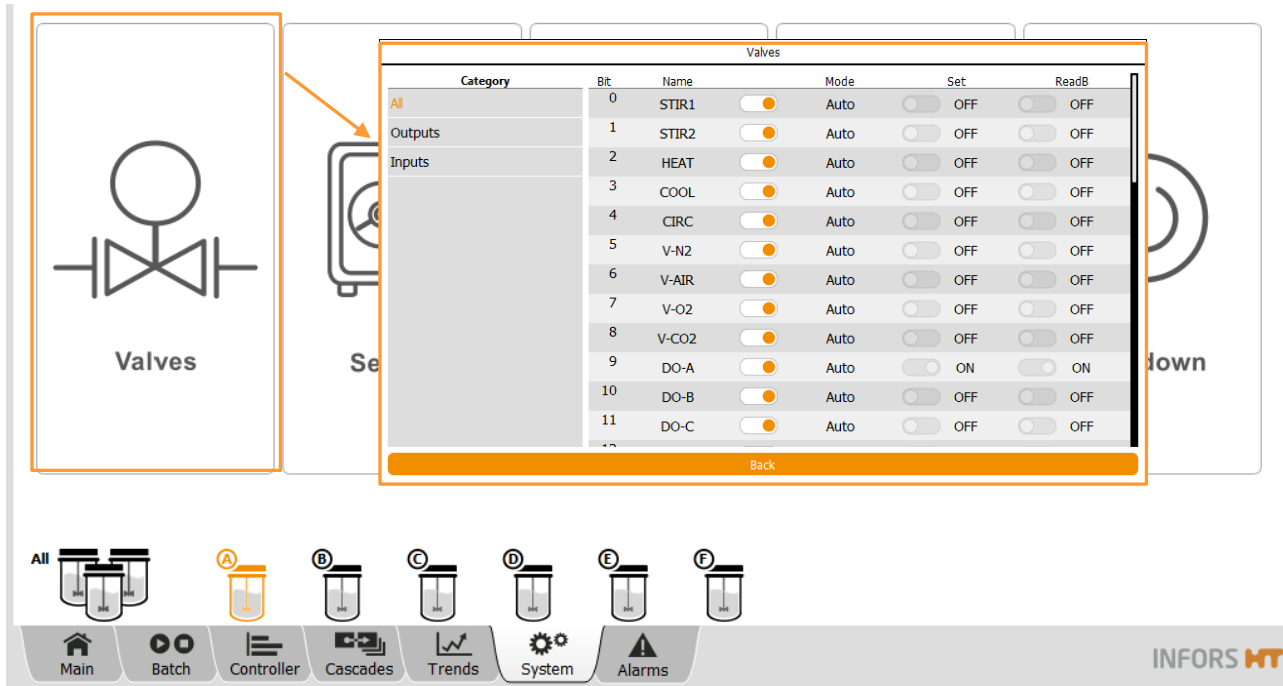 Valves
Category Bit Name Mode Set ReadB
All 0 STIR1 Auto OFF OFF
Outputs 1 STIR2 Auto OFF OFF
Inputs 2 HEAT Auto OFF OFF
3 COOL Auto OFF OFF
4 CIRC Auto OFF OFF
5 V-N2 Auto OFF OFF
6 V-AIR Auto OFF OFF
7 V-O2 Auto OFF OFF
8 V-CO2 Auto OFF OFF
9 DO-A Auto ON ON
10 DO-B Auto OFF OFF
11 DO-C Auto OFF OFF
Back
Valves Se down
All A B C D E F
Main Batch Controller Cascades Trends System Alarms
INFORS HT